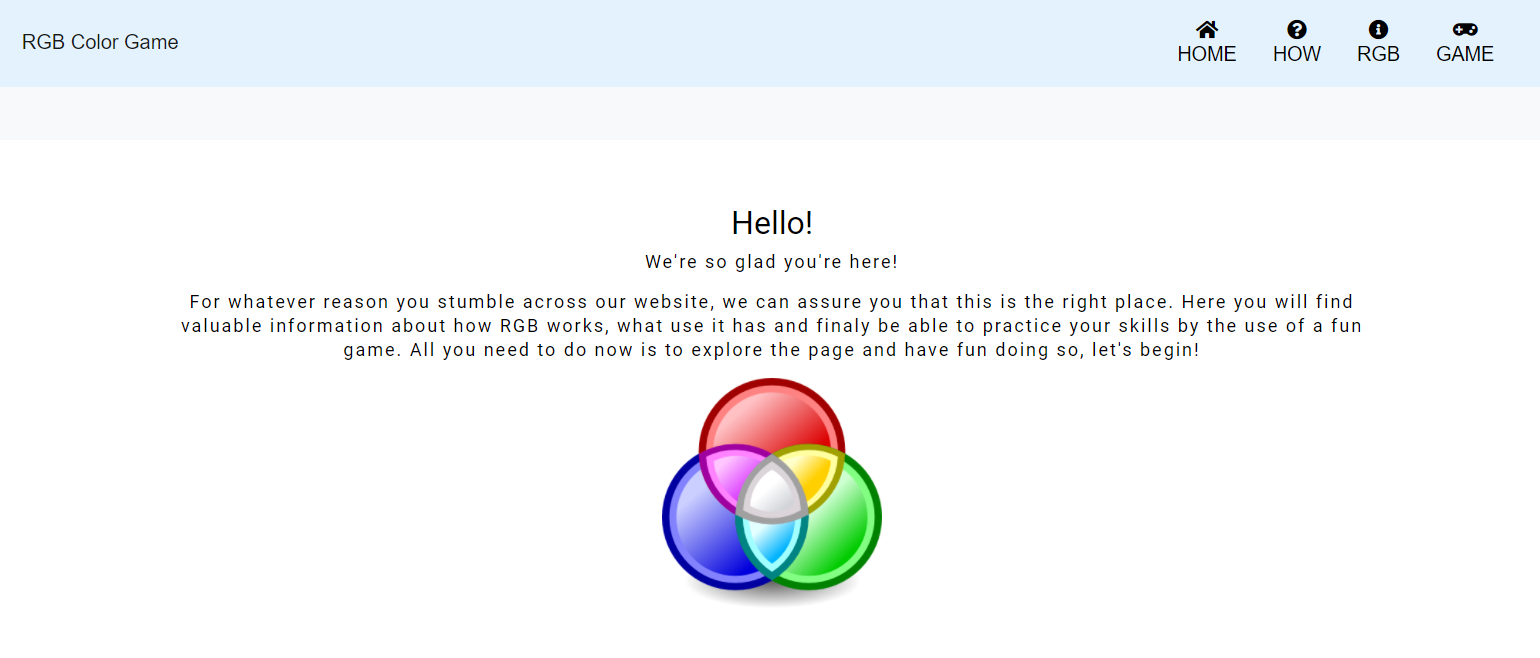 RGB Color Game
HOME
HOW
RGB
GAME
Hello!
We're so glad you're here!
For whatever reason you stumble across our website, we can assure you that this is the right place. Here you will find
valuable information about how RGB works, what use it has and finaly be able to practice your skills by the use of a fun
game. All you need to do now is to explore the page and have fun doing so, let's begin!